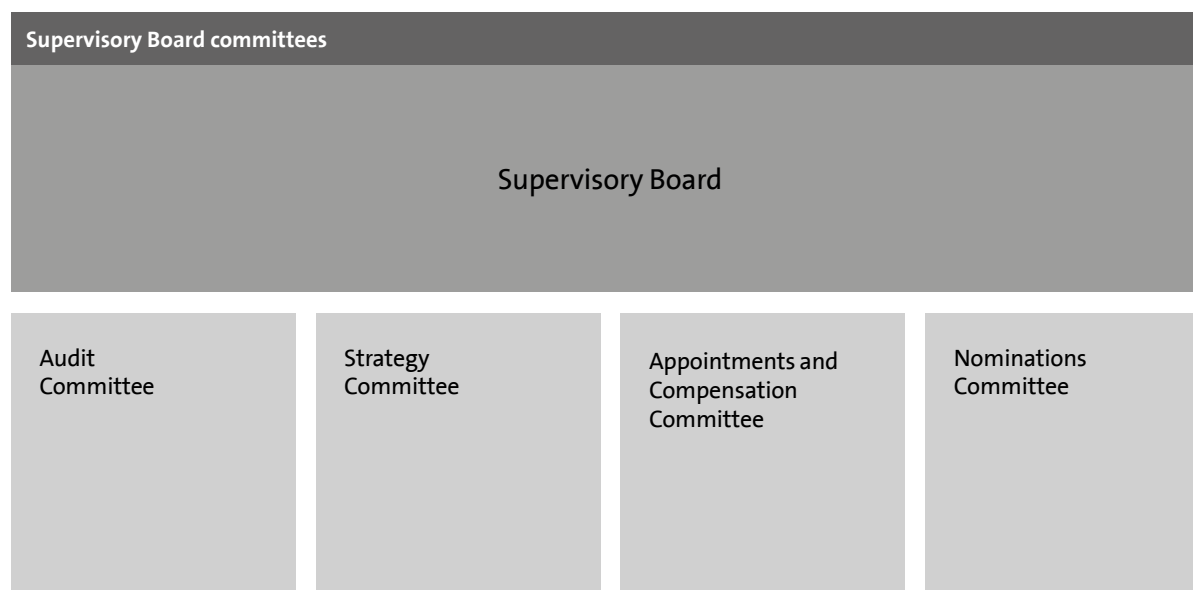 Supervisory Board committees
Supervisory Board
Audit
Committee
Strategy
Committee
Appointments and
Compensation
Committee
Nominations
Committee